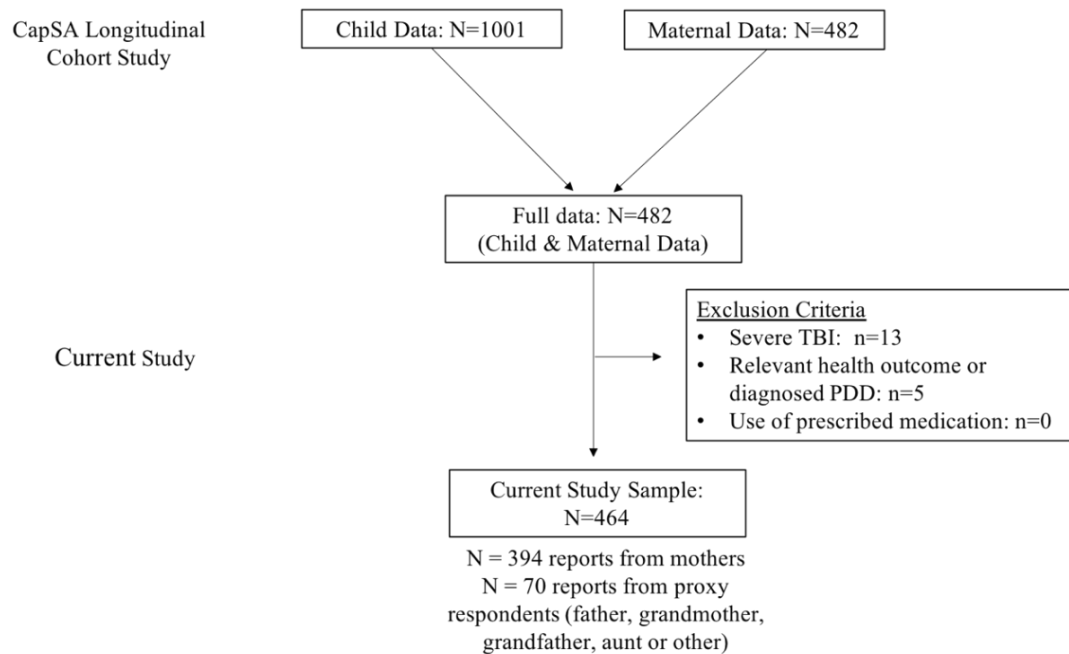 CapSA Longitudinal
Cohort Study
Child Data: N=1001
Maternal Data: N=482
Full data: N=482
(Child & Maternal Data)
Exclusion Criteria
• Severe TBI: n=13
• Relevant health outcome or
diagnosed PDD: n=5
• Use of prescribed medication: n=0
Current Study
Current Study Sample:
N=464
N = 394 reports from mothers
N = 70 reports from proxy
respondents (father, grandmother,
grandfather, aunt or other)